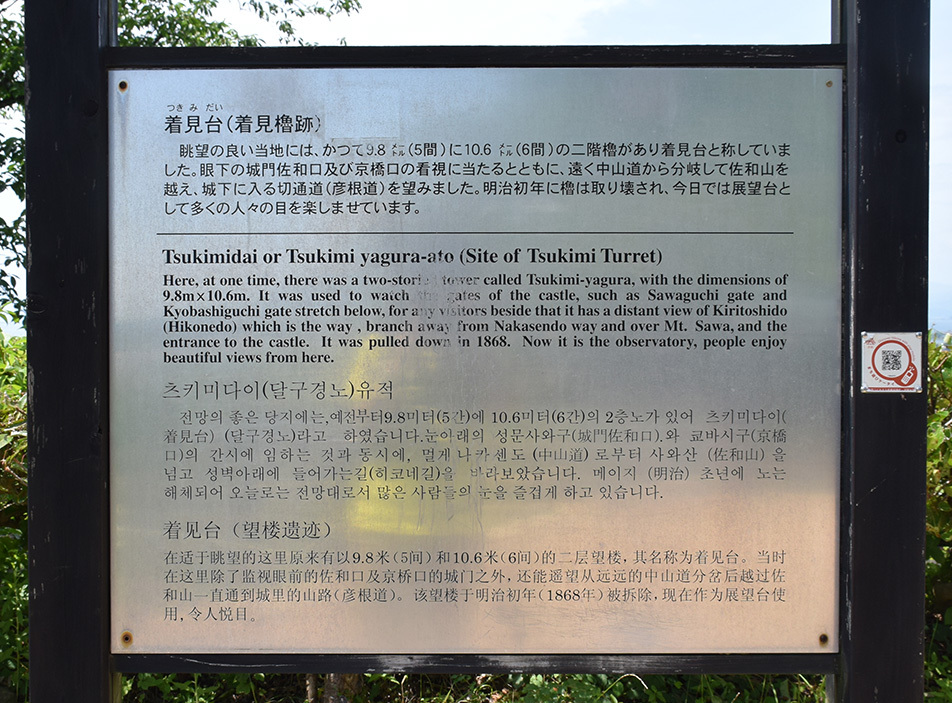 つきみだい
着見台(着見櫓跡)
眺望の良い当地には、かつて9.8㍍(5間)に10.6㍍(6間)の二階櫓があり着見台と称していま
した。眼下の城門佐和口及び京橋口の看視に当たるとともに、遠く中山道から分岐して佐和山を
越え、城下に入る切通道(彦根道)を望みました。明治初年に櫓は取り壊され、今日では展望台と
して多くの人々の目を楽しませています。
Tsukimidai or Tsukimi yagura-ato (Site of Tsukimi Turret)
Here, at one time, there was a two-storied tower called Tsukimi-yagura, with the dimensions of
9.8m×10.6m. It was used to watch the gates of the castle, such as Sawaguchi gate and
Kyobashiguchi gate stretch below, for any visitors beside that it has a distant view of Kiritoshido
(Hikonedo) which is the way , branch away from Nakasendo way and over Mt. Sawa, and the
entrance to the castle. It was pulled down in 1868. Now it is the observatory, people enjoy
beautiful views from here.
츠키미다이(달구경노)유적
전망의 좋은 당지에는,예전부터9.8미터(5간)에 10.6미터(6간)의 2층노가 있어 츠키미다이(
着見台) (달구경노)라고 하였습니다.눈아래의 성문사와구(城門佐和口),와 쿄바시구(京橋
口)의 간시에 임하는 것과 동시에, 멀게 나카센도 (中山道) 로부터 사와산 (佐和山) 을
넘고 성벽아래에 들어가는길(히코네길)을 바라보았습니다. 메이지 (明治) 초년에 노는
해체되어 오늘로는 전망대로서 많은 사람들의 눈을 즐겁게 하고 있습니다.
着见台（望楼遗迹）
在适于眺望的这里原来有以9.8米(5间) 和10.6米(6间)的二层望楼，其名称为着见台。当时
在这里除了监视眼前的佐和口及京桥口的城门之外，还能遥望从远远的中山道分岔后越过佐
和山一直通到城里的山路(彦根道)。该望楼于明治初年(1868年)被拆除，现在作为展望台使
用，令人悦目。